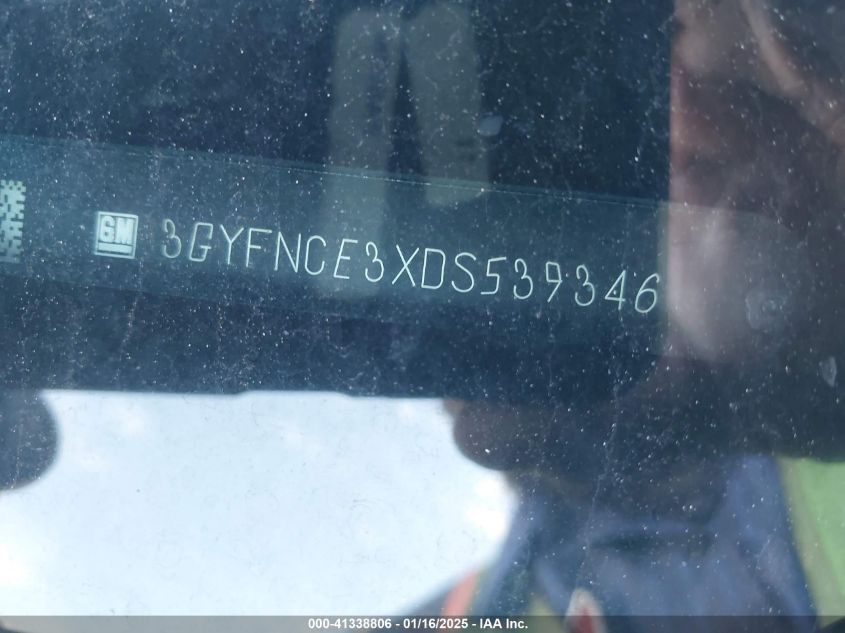 GM 3GYFNCE3XDS539346
000-41338806 - 01/16/2025 - IAA Inc.